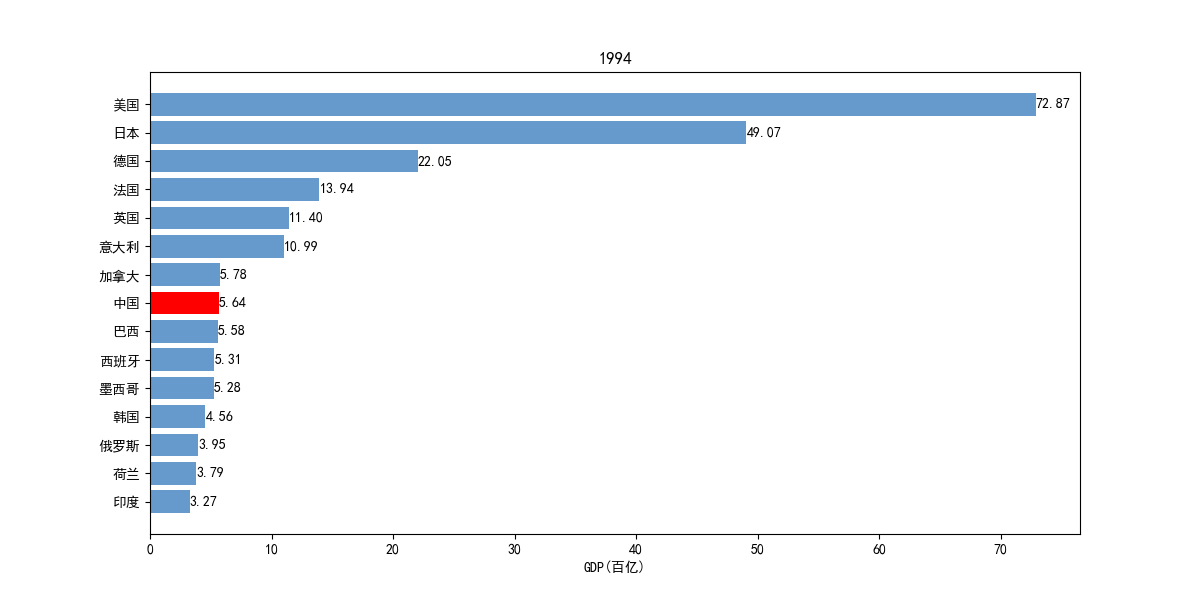 1994
美国 72.87
日本 49.07
德国 22.05
法国 13.94
英国 11.40
意大利 10.99
加拿大 5.78
中国 5.64
巴西 5.58
西班牙 5.31
墨西哥 5.28
韩国 4.56
俄罗斯 3.95
荷兰 3.79
印度 3.27
0 10 20 30 40 50 60 70
GDP(百亿)